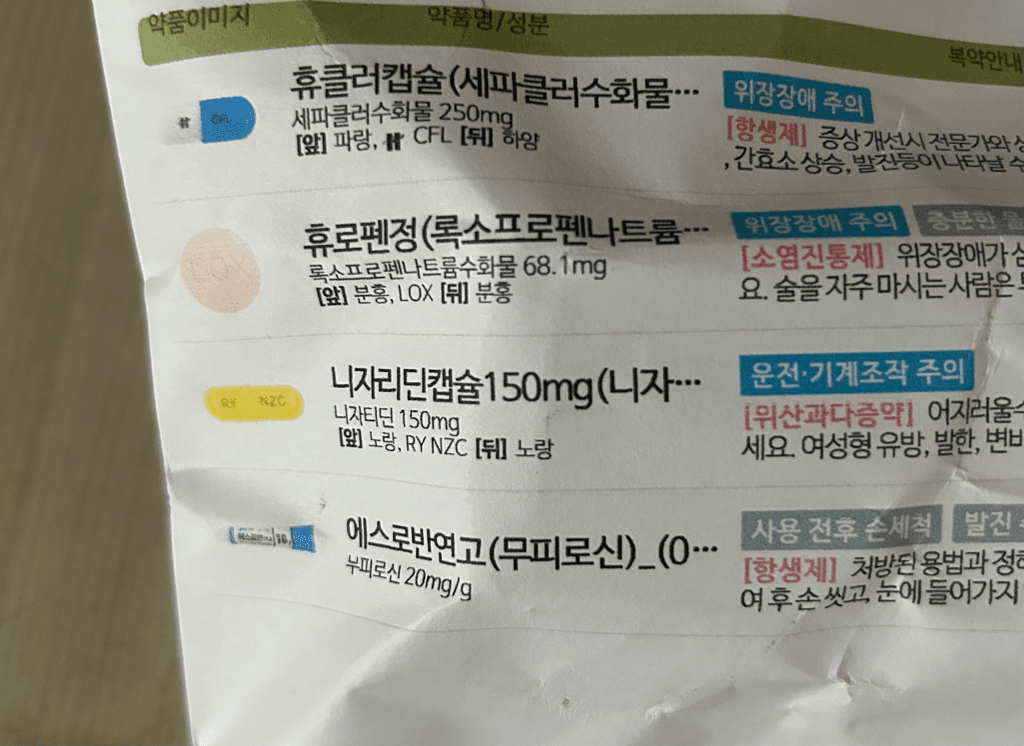 약품이미지 약품명/성분 복약안내
휴클러캡슐(세파클러수화물…
세파클러수화물 250mg
[앞] 파랑, CFL [뒤] 하양
CFL
위장장애 주의
[항생제] 증상 개선시 전문가와
, 간효소 상승, 발진등이 나타날 수
휴로펜정(록소프로펜나트륨…
록소프로펜나트륨수화물 68.1mg
[앞] 분홍, LOX [뒤] 분홍
LOX
위장장애 주의 충분한
[소염진통제] 위장장애가
요. 술을 자주 마시는 사람은
니자리딘캡슐150mg(니자…
니자티딘 150mg
[앞] 노랑, RY NZC [뒤] 노랑
RY NZC
운전·기계조작 주의
[위산과다증약] 어지러울수
세요. 여성형 유방, 발한, 변비
에스로반연고(무피로신)_(0…
무피로신 20mg/g
사용 전후 손세척 발진
[항생제] 처방된 용법과 정해
여 후 손 씻고, 눈에 들어가지